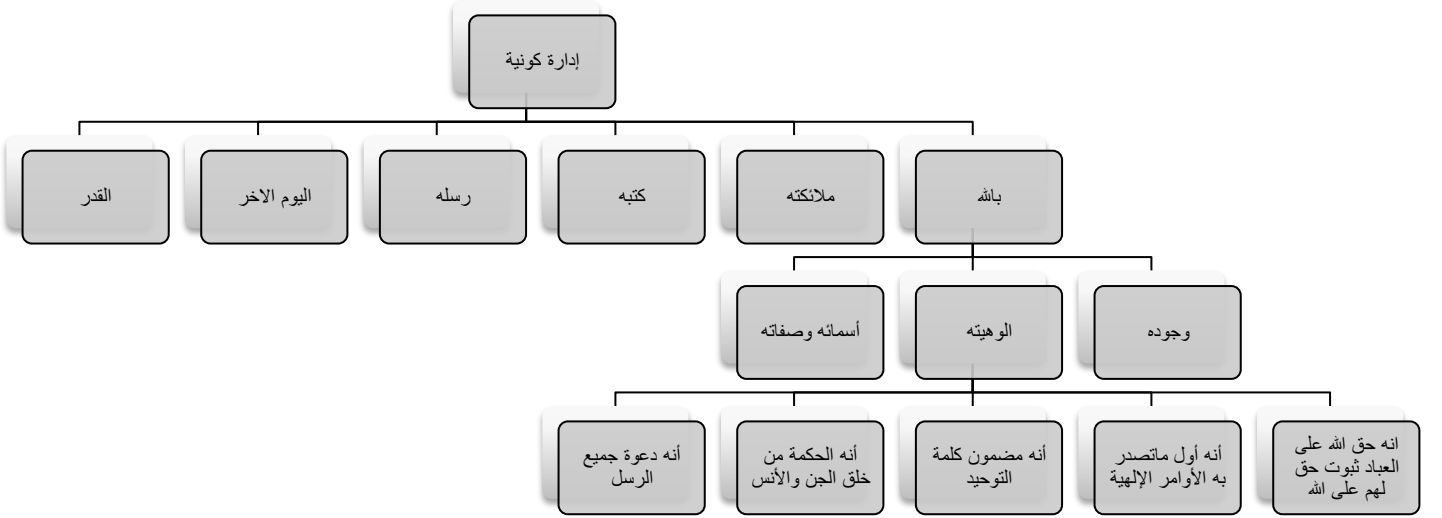 إدارة كونية
بالله
ملائكته
كتبه
رسله
اليوم الاخر
القدر
وجوده
الوهيته
أسمائه وصفاته
انه حق الله على
العباد ثبوت حق
لهم على الله
أنه أول ماتصدر
به الأوامر الإلهية
أنه مضمون كلمة
التوحيد
أنه الحكمة من
خلق الجن والأنس
أنه دعوة جميع
الرسل